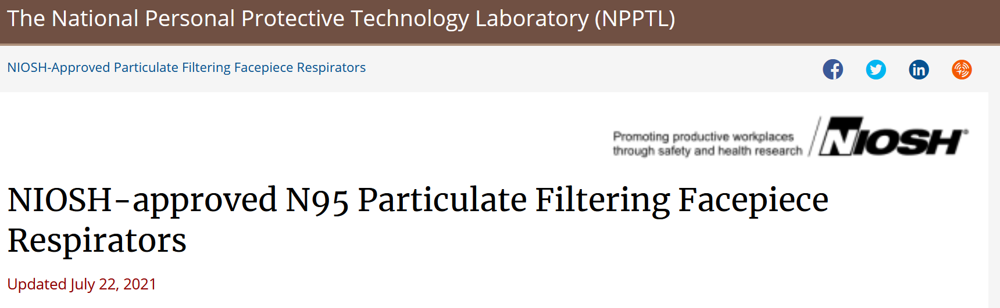 The National Personal Protective Technology Laboratory (NPPTL)
NIOSH-Approved Particulate Filtering Facepiece Respirators
f
in
Promoting productive workplaces
through safety and health research
NIOSH®
NIOSH-approved N95 Particulate Filtering Facepiece
Respirators
Updated July 22, 2021